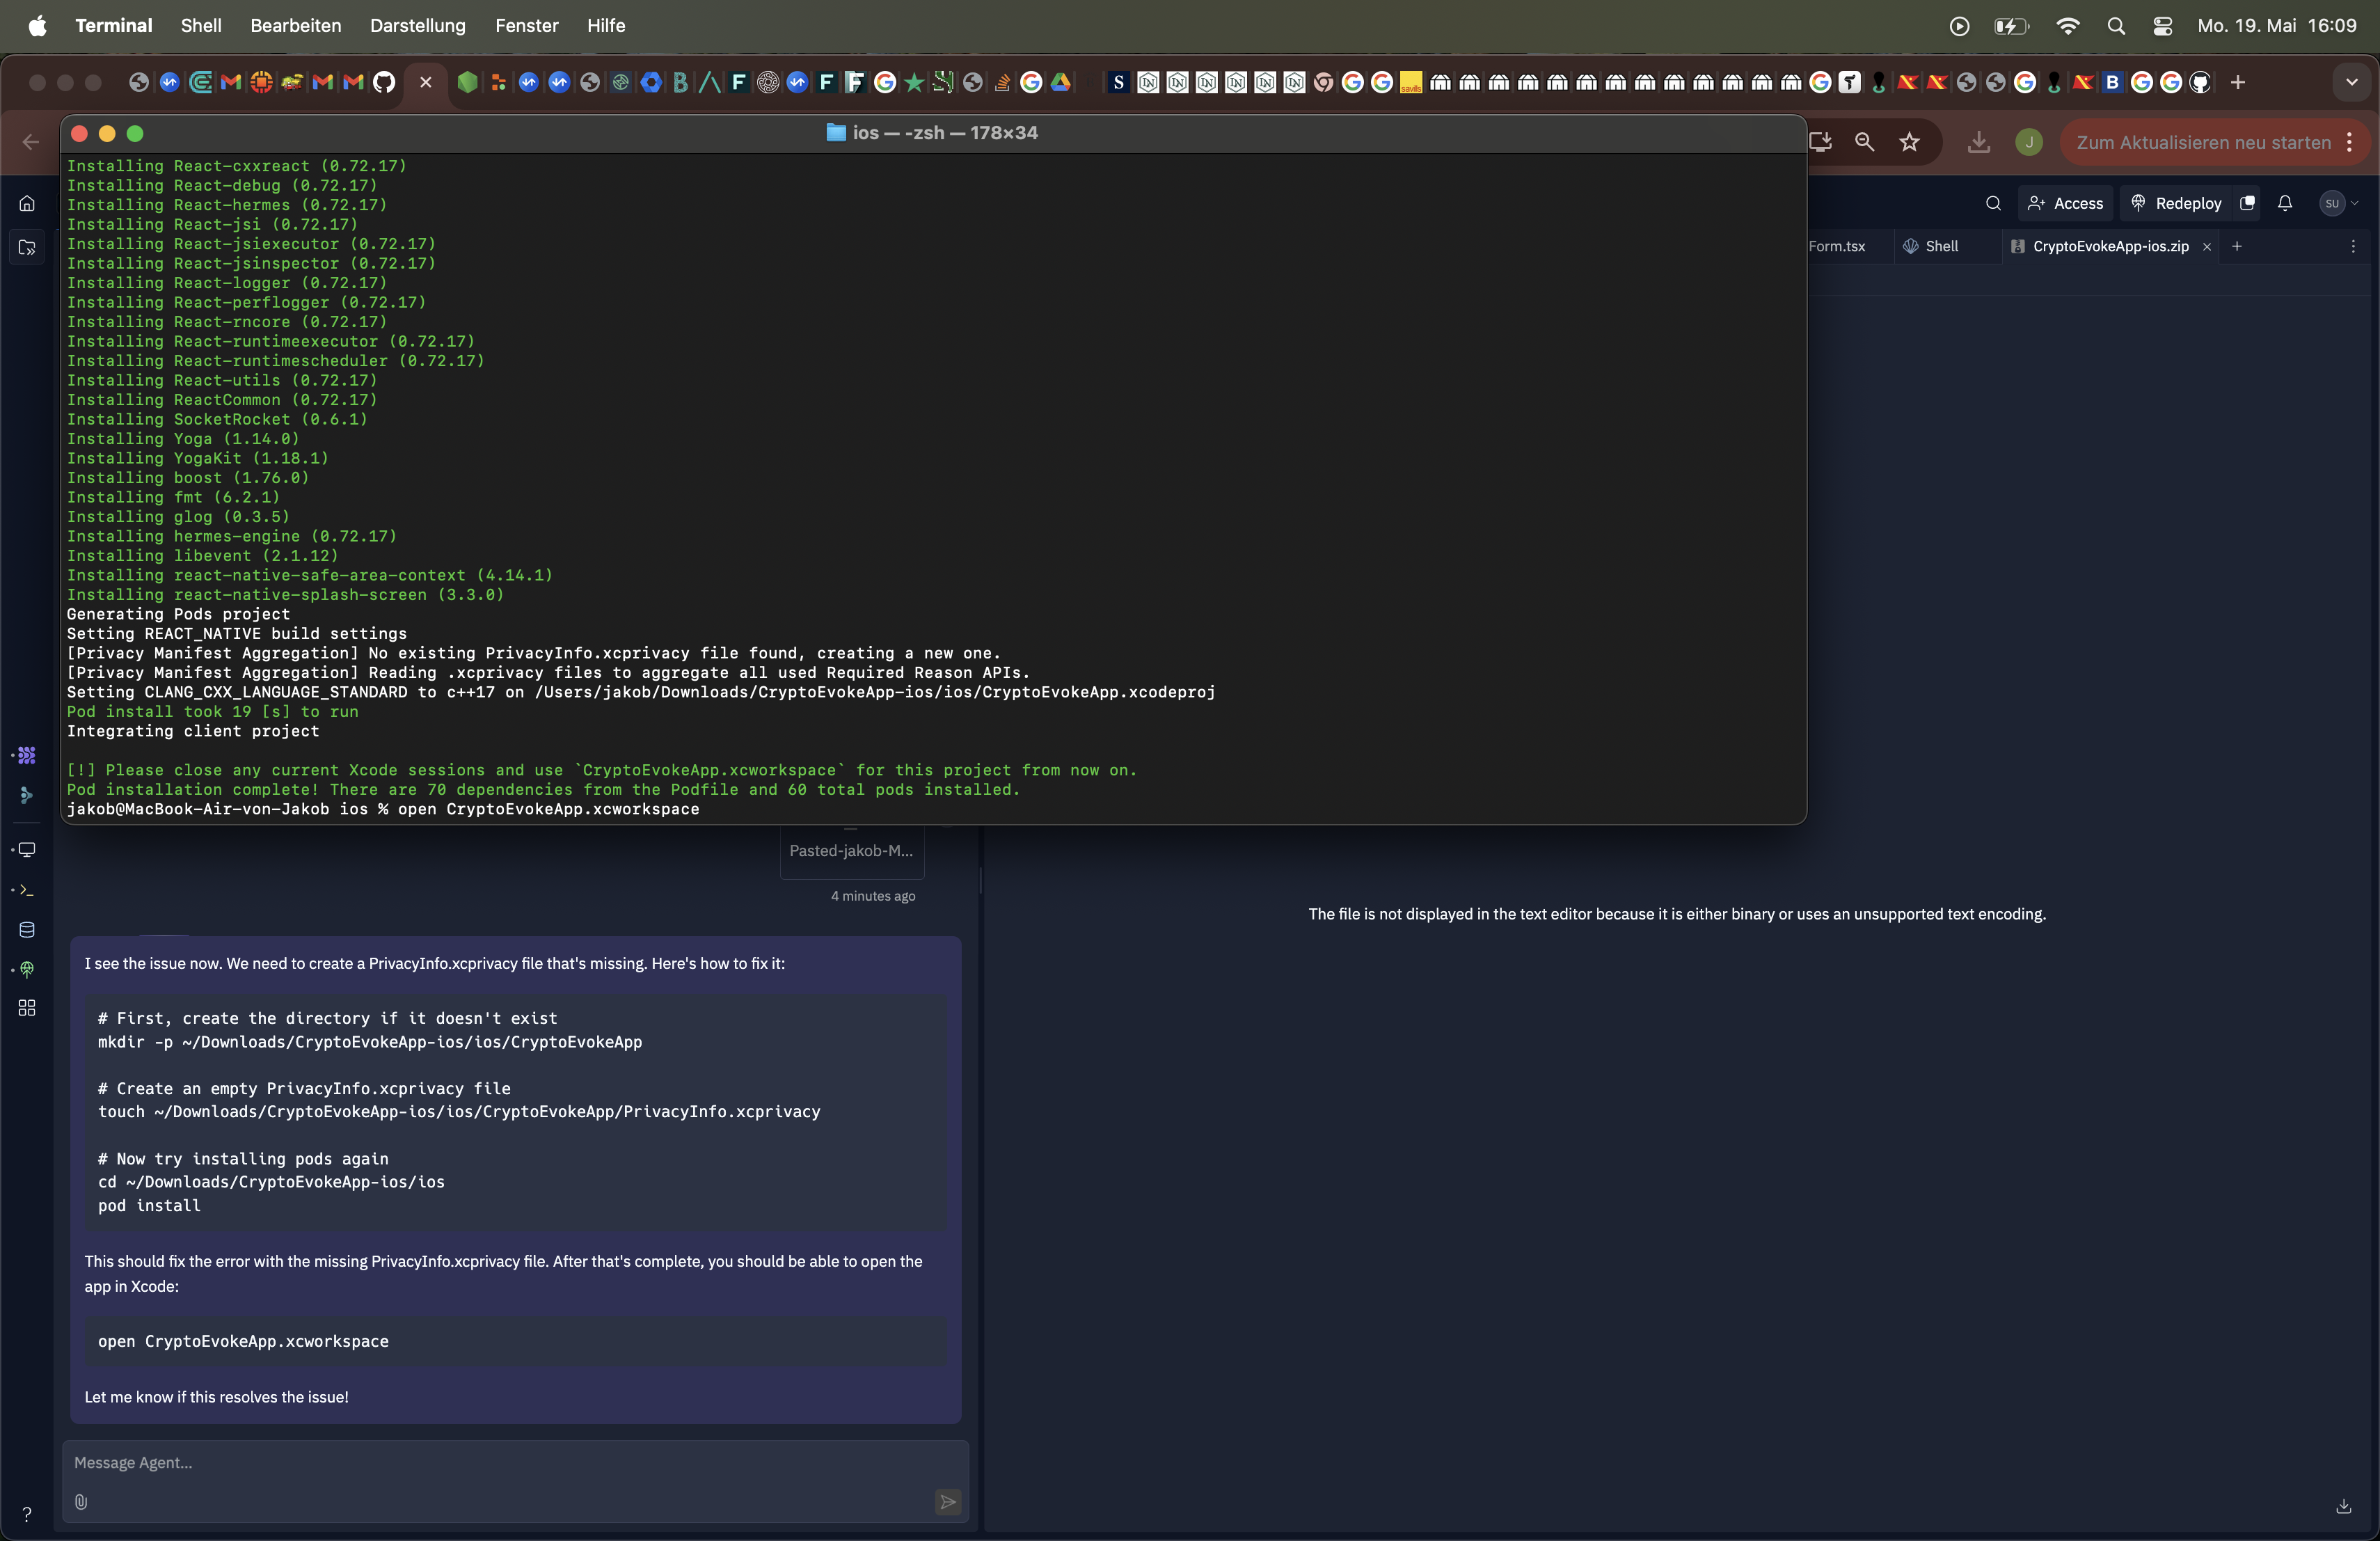 Terminal Shell Bearbeiten Darstellung Fenster Hilfe
Mo. 19. Mai 16:09
savills
ios — -zsh — 178×34
J
Zum Aktualisieren neu starten
Installing React-cxxreact (0.72.17)
Installing React-debug (0.72.17)
Installing React-hermes (0.72.17)
Installing React-jsi (0.72.17)
Installing React-jsiexecutor (0.72.17)
Installing React-jsinspector (0.72.17)
Installing React-logger (0.72.17)
Installing React-perflogger (0.72.17)
Installing React-rncore (0.72.17)
Installing React-runtimeexecutor (0.72.17)
Installing React-runtimescheduler (0.72.17)
Installing React-utils (0.72.17)
Installing ReactCommon (0.72.17)
Installing SocketRocket (0.6.1)
Installing Yoga (1.14.0)
Installing YogaKit (1.18.1)
Installing boost (1.76.0)
Installing fmt (6.2.1)
Installing glog (0.3.5)
Installing hermes-engine (0.72.17)
Installing libevent (2.1.12)
Installing react-native-safe-area-context (4.14.1)
Installing react-native-splash-screen (3.3.0)
Generating Pods project
Setting REACT_NATIVE build settings
[Privacy Manifest Aggregation] No existing PrivacyInfo.xcprivacy file found, creating a new one.
[Privacy Manifest Aggregation] Reading .xcprivacy files to aggregate all used Required Reason APIs.
Setting CLANG_CXX_LANGUAGE_STANDARD to c++17 on /Users/jakob/Downloads/CryptoEvokeApp-ios/ios/CryptoEvokeApp.xcodeproj
Pod install took 19 [s] to run
Integrating client project
[!] Please close any current Xcode sessions and use `CryptoEvokeApp.xcworkspace` for this project from now on.
Pod installation complete! There are 70 dependencies from the Podfile and 60 total pods installed.
jakob@MacBook-Air-von-Jakob ios % open CryptoEvokeApp.xcworkspace
Access
Redeploy
SU
Form.tsx
Shell
CryptoEvokeApp-ios.zip
The file is not displayed in the text editor because it is either binary or uses an unsupported text encoding.
Pasted-jakob-M...
4 minutes ago
I see the issue now. We need to create a PrivacyInfo.xcprivacy file that's missing. Here's how to fix it:
# First, create the directory if it doesn't exist
mkdir -p ~/Downloads/CryptoEvokeApp-ios/ios/CryptoEvokeApp
# Create an empty PrivacyInfo.xcprivacy file
touch ~/Downloads/CryptoEvokeApp-ios/ios/CryptoEvokeApp/PrivacyInfo.xcprivacy
# Now try installing pods again
cd ~/Downloads/CryptoEvokeApp-ios/ios
pod install
This should fix the error with the missing PrivacyInfo.xcprivacy file. After that's complete, you should be able to open the
app in Xcode:
open CryptoEvokeApp.xcworkspace
Let me know if this resolves the issue!
Message Agent...